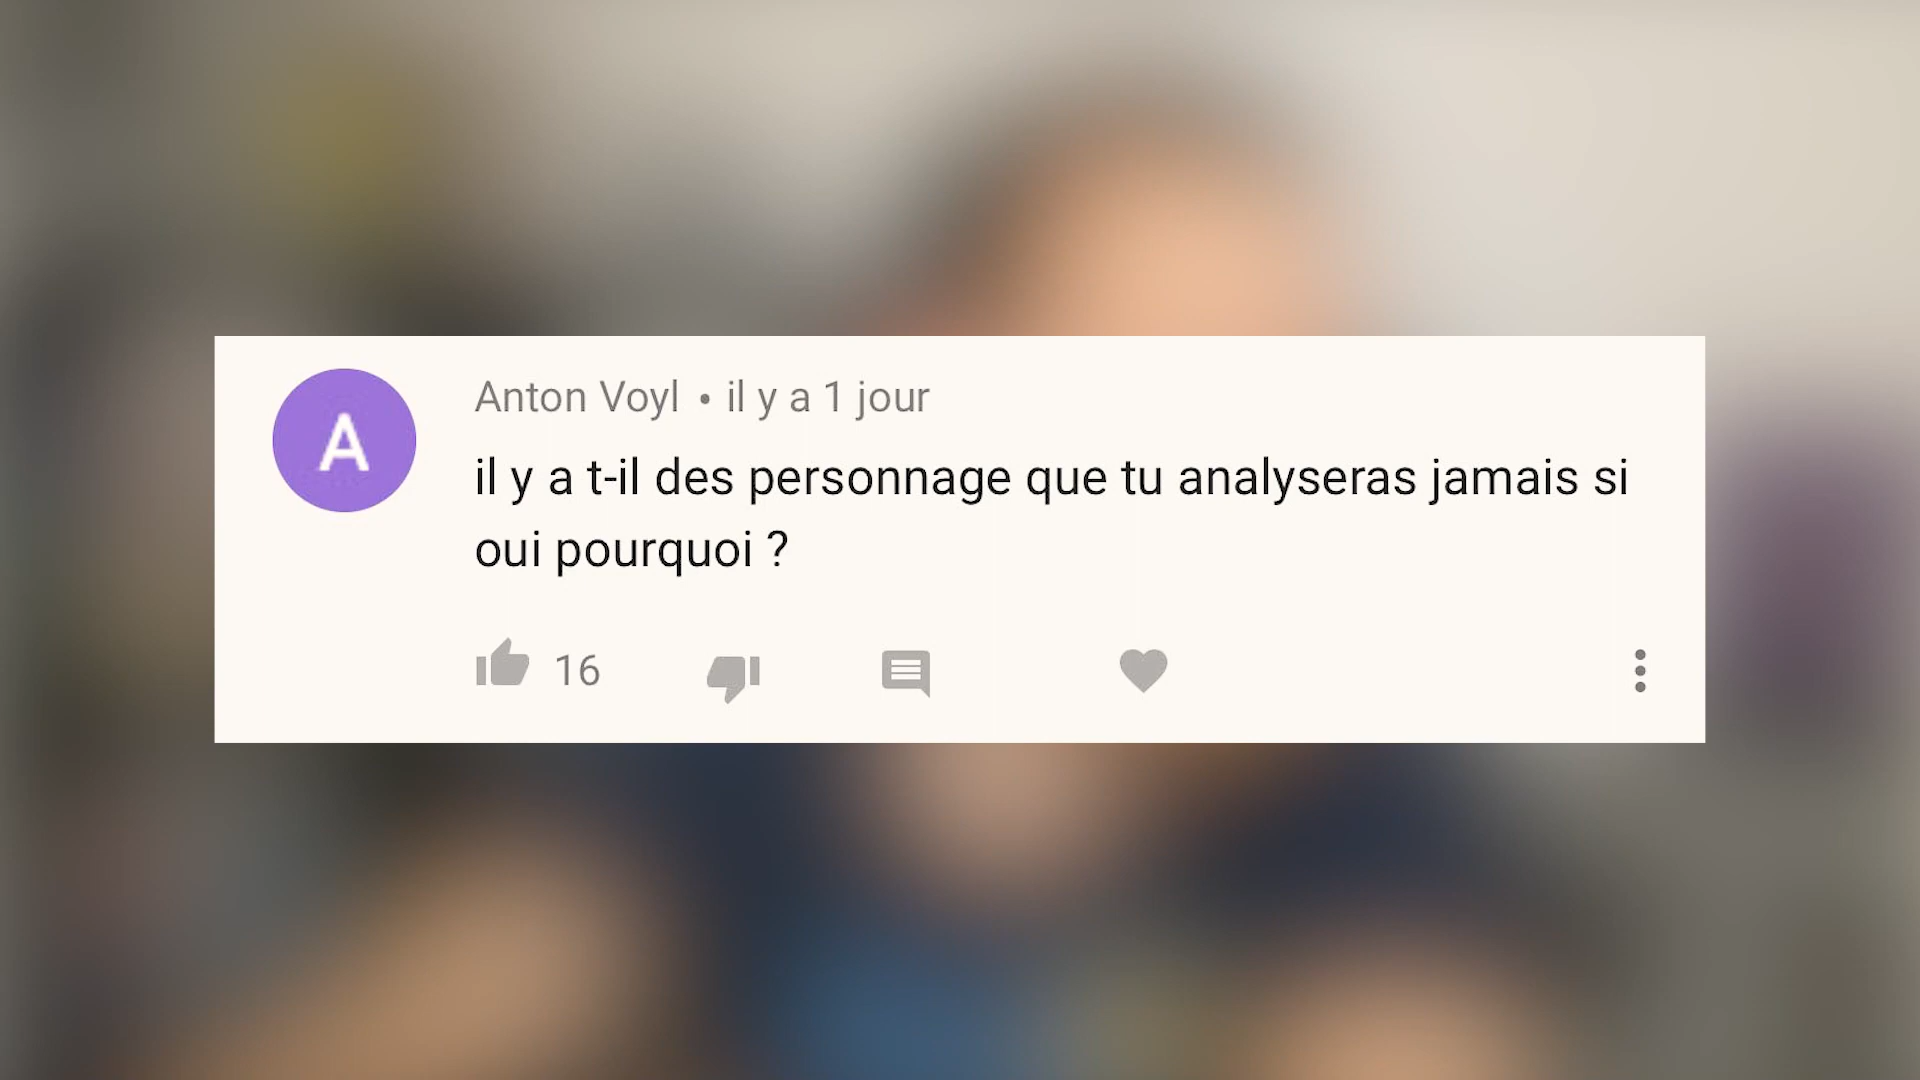 A
Anton Voyl • il y a 1 jour
il y a t-il des personnage que tu analyseras jamais si
oui pourquoi ?
16